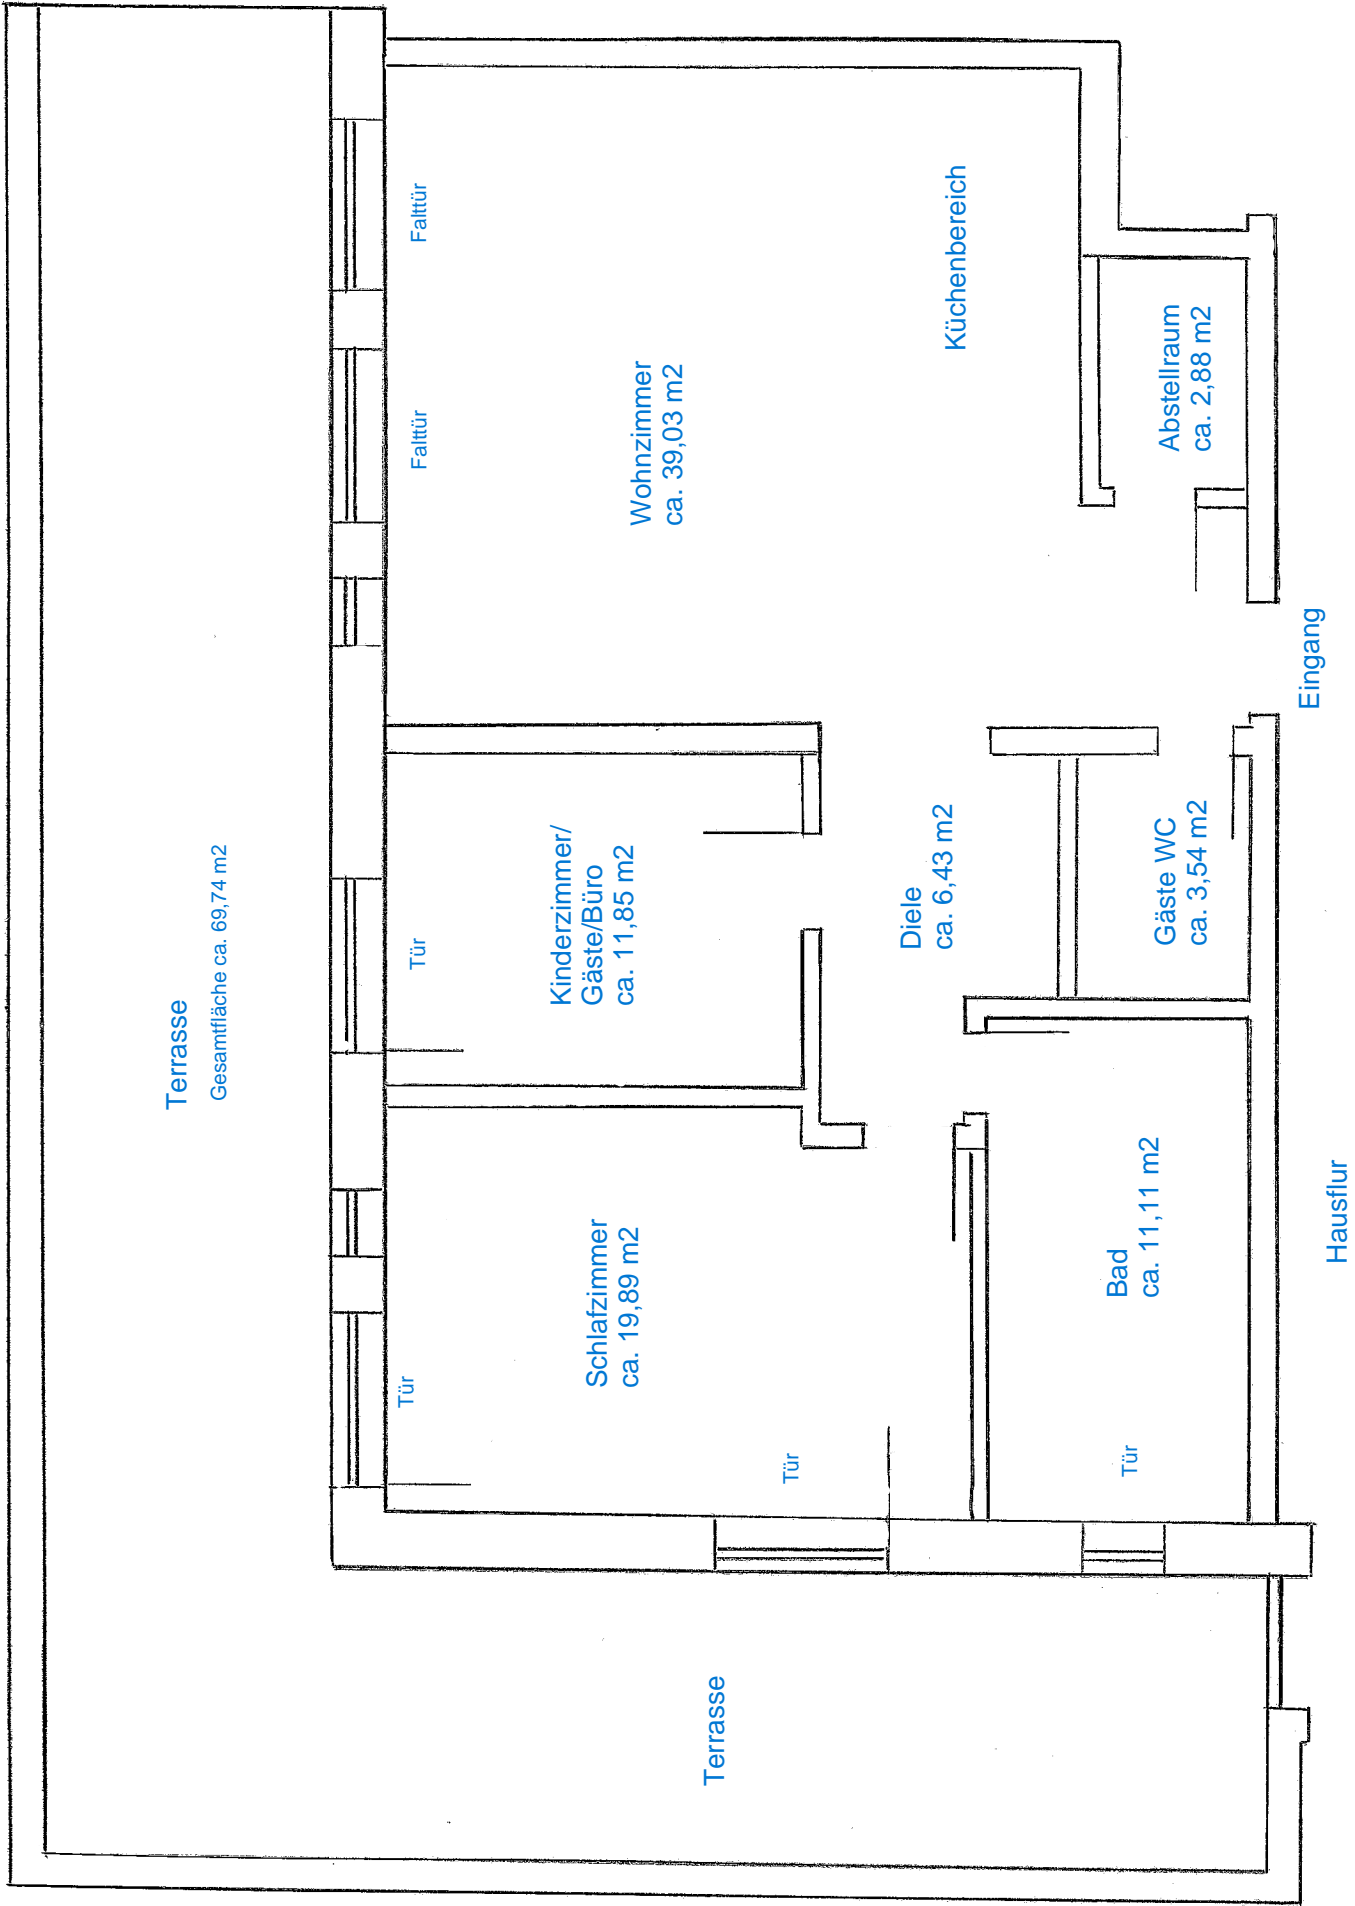 Terrasse
Gesamtfläche ca. 69,74 m2
Tür
Tür
Falttür
Falttür
Schlafzimmer
ca. 19,89 m2
Kinderzimmer/
Gäste/Büro
ca. 11,85 m2
Wohnzimmer
ca. 39,03 m2
Terrasse
Tür
Diele
ca. 6,43 m2
Küchenbereich
Tür
Bad
ca. 11,11 m2
Gäste WC
ca. 3,54 m2
Abstellraum
ca. 2,88 m2
Hausflur
Eingang